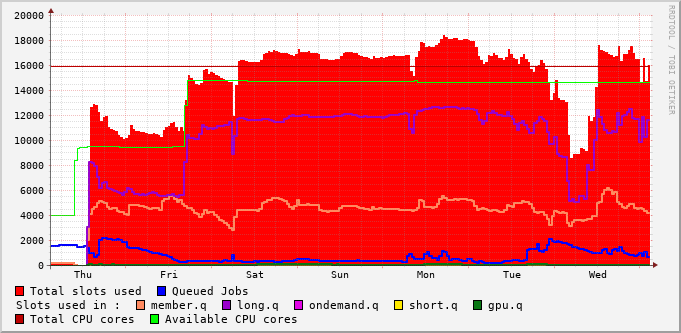 RRDTOOL / TOBI OETIKER
20000
18000
16000
14000
12000
10000
8000
6000
4000
2000
0
Thu Fri Sat Sun Mon Tue Wed
Total slots used Queued Jobs
Slots used in : member.q long.q ondemand.q short.q gpu.q
Total CPU cores Available CPU cores